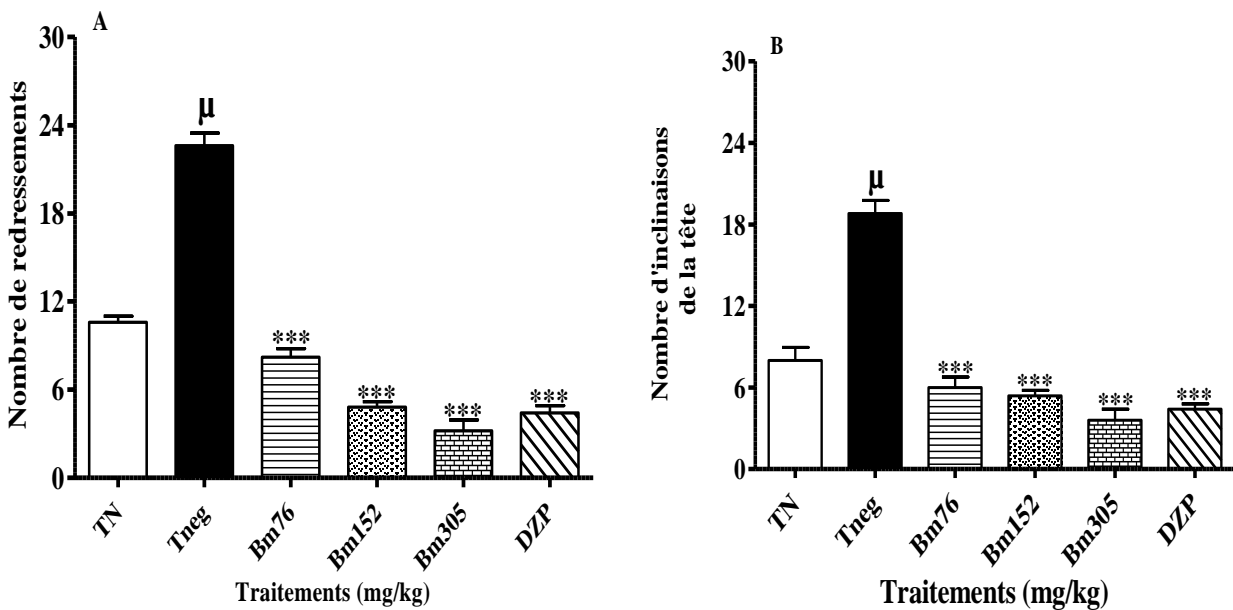 A
Nombre de redressements
30
24
18
12
6
0
µ
***
***
***
***
TN
Tneg
Bm76
Bm152
Bm305
DZP
Traitements (mg/kg)
B
Nombre d'inclinaisons
de la tête
30
24
18
12
6
0
µ
***
***
***
***
TN
Tneg
Bm76
Bm152
Bm305
DZP
Traitements (mg/kg)